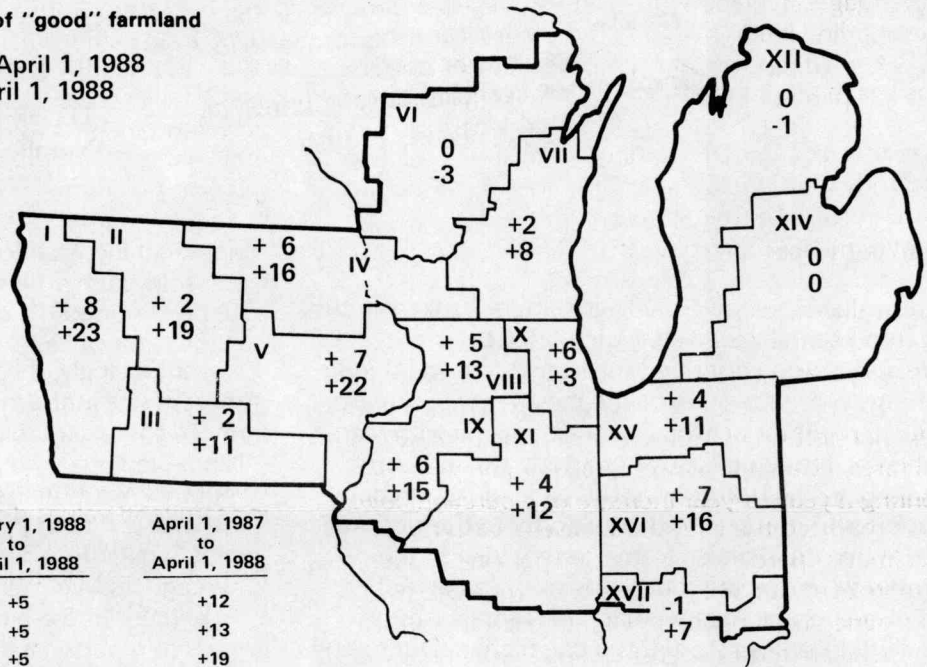 of "good" farmland
April 1, 1988
ril 1, 1988
XII
0
-1
VI
0
-3
VII
+2
+8
XIV
0
0
I
II
+ 6
+16
IV
+ 8
+23
+ 2
+19
V
+ 7
+22
+ 5
+13
VIII
X
+6
+3
III
+ 2
+11
IX
XI
XV
+ 4
+11
+ 6
+15
+ 4
+12
+ 7
+16
XVI
XVII
-1
+7
ry 1988 April 1, 1987
to to
il 1, 1988 April 1, 1988
+5 +12
+5 +13
+5 +19